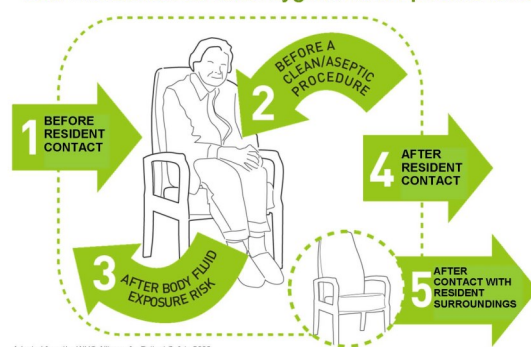 1 BEFORE
RESIDENT
CONTACT
2 BEFORE A
CLEAN/ASEPTIC
PROCEDURE
3 AFTER BODY FLUID
EXPOSURE RISK
4 AFTER
RESIDENT
CONTACT
5 AFTER
CONTACT WITH
RESIDENT
SURROUNDINGS